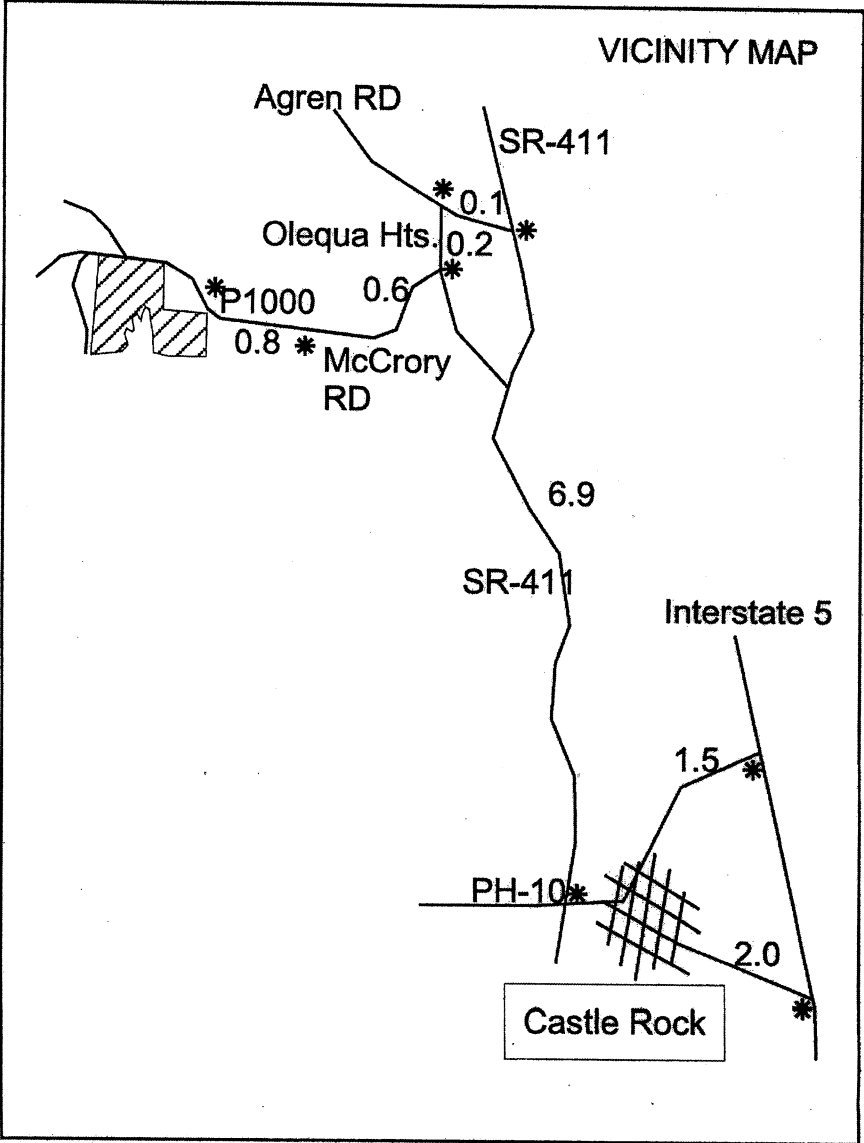 VICINITY MAP
Agren RD
SR-411
0.1
Olequa Hts.
0.2
0.6
P1000
0.8
McCrory
RD
6.9
SR-411
Interstate 5
1.5
PH-10
2.0
Castle Rock